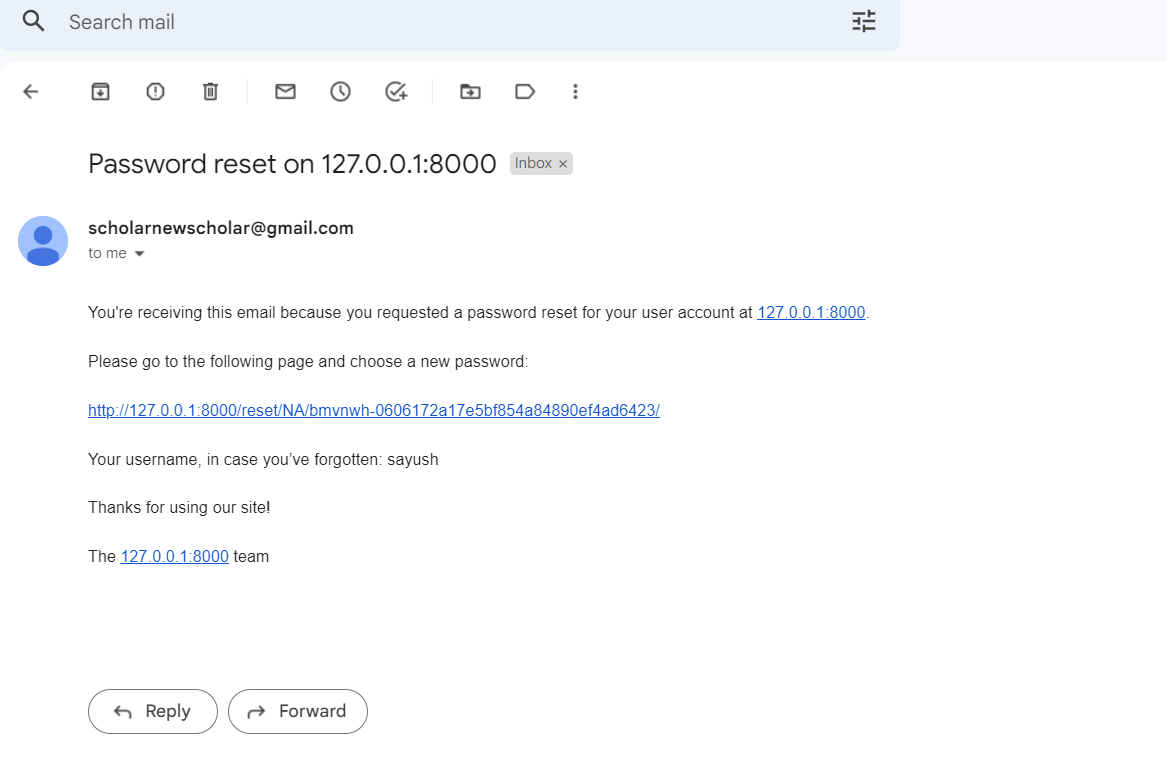 Search mail
Password reset on 127.0.0.1:8000 Inbox ×
scholarnewscholar@gmail.com
to me
You're receiving this email because you requested a password reset for your user account at 127.0.0.1:8000.
Please go to the following page and choose a new password:
http://127.0.0.1:8000/reset/NA/bmvnwh-0606172a17e5bf854a84890ef4ad6423/
Your username, in case you’ve forgotten: sayush
Thanks for using our site!
The 127.0.0.1:8000 team
Reply Forward